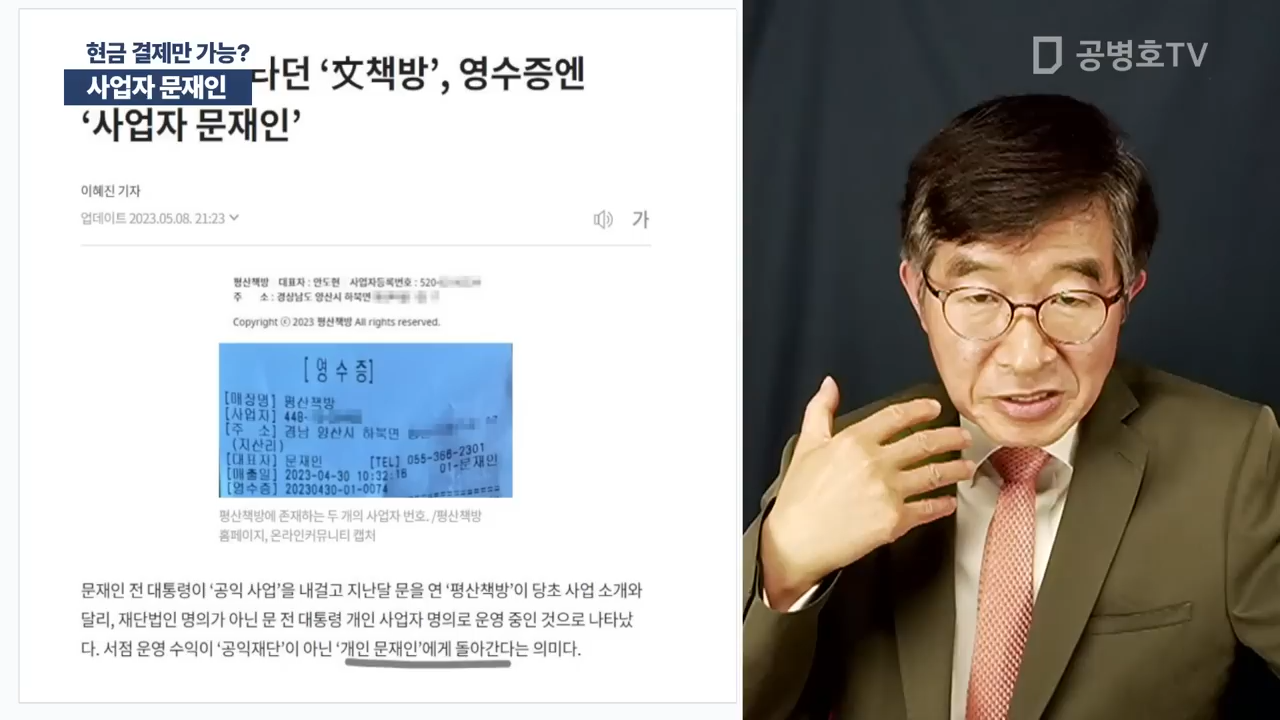 현금 결제만 가능?
사업자 문재인
다던 ‘文책방’, 영수증엔
‘사업자 문재인’
이혜진 기자
업데이트 2023.05.08. 21:23
가
평산책방 대표자 : 안도현 사업자등록번호 : 520-
주 소 : 경상남도 양산시 하북면
Copyright ⓒ 2023 평산책방 All rights reserved.
[영수증]
[매장명] 평산책방
[사업자] 448-
[주 소] 경남 양산시 하북면
(지산리)
[대표자] 문재인 [TEL] 055-366-2301
[매출일] 2023-04-30 10:32:16 01-문재인
[영수증] 20230430-01-0074
평산책방에 존재하는 두 개의 사업자 번호. /평산책방
홈페이지, 온라인커뮤니티 캡처
문재인 전 대통령이 ‘공익 사업’을 내걸고 지난달 문을 연 ‘평산책방’이 당초 사업 소개와
달리, 재단법인 명의가 아닌 문 전 대통령 개인 사업자 명의로 운영 중인 것으로 나타났
다. 서점 운영 수익이 ‘공익재단’이 아닌 ‘개인 문재인’에게 돌아간다는 의미다.
공병호TV